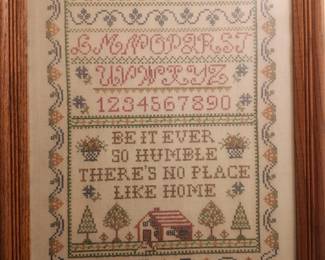 LMNOPQRST
UVWXYZ
1234567890
BE IT EVER
SO HUMBLE
THERE'S NO PLACE
LIKE HOME